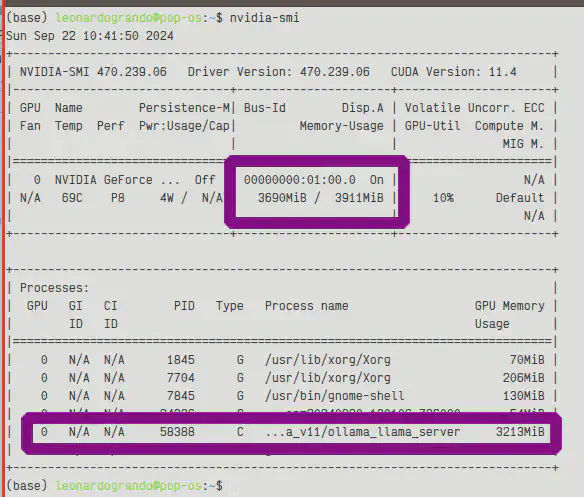 (base) leonardogrando@pop-os:~$ nvidia-smi
Sun Sep 22 10:41:50 2024
NVIDIA-SMI 470.239.06 Driver Version: 470.239.06 CUDA Version: 11.4
GPU Name Persistence-M| Bus-Id Disp.A | Volatile Uncorr. ECC
Fan Temp Perf Pwr:Usage/Cap| Memory-Usage | GPU-Util Compute M.
MIG M.
0 NVIDIA GeForce ... Off 00000000:01:00.0 On | N/A
N/A 69C P8 4W / N/A 3690MiB / 3911MiB 10% Default
N/A
Processes:
GPU GI CI PID Type Process name GPU Memory
ID ID Usage
0 N/A N/A 1845 G /usr/lib/xorg/Xorg 70MiB
0 N/A N/A 7704 G /usr/lib/xorg/Xorg 206MiB
0 N/A N/A 7845 G /usr/bin/gnome-shell 130MiB
0 N/A N/A 58388 C ...a_v11/ollama_llama_server 3213MiB
(base) leonardogrando@pop-os:~$